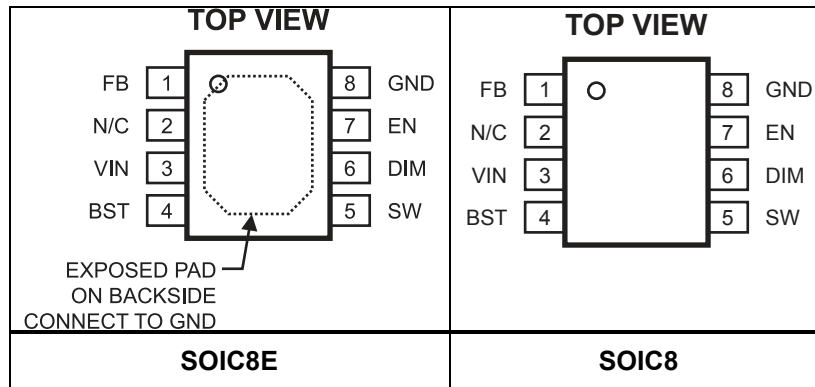 TOP VIEW
FB 1 8 GND
N/C 2 7 EN
VIN 3 6 DIM
BST 4 5 SW
EXPOSED PAD
ON BACKSIDE
CONNECT TO GND
SOIC8E
TOP VIEW
FB 1 8 GND
N/C 2 7 EN
VIN 3 6 DIM
BST 4 5 SW
SOIC8